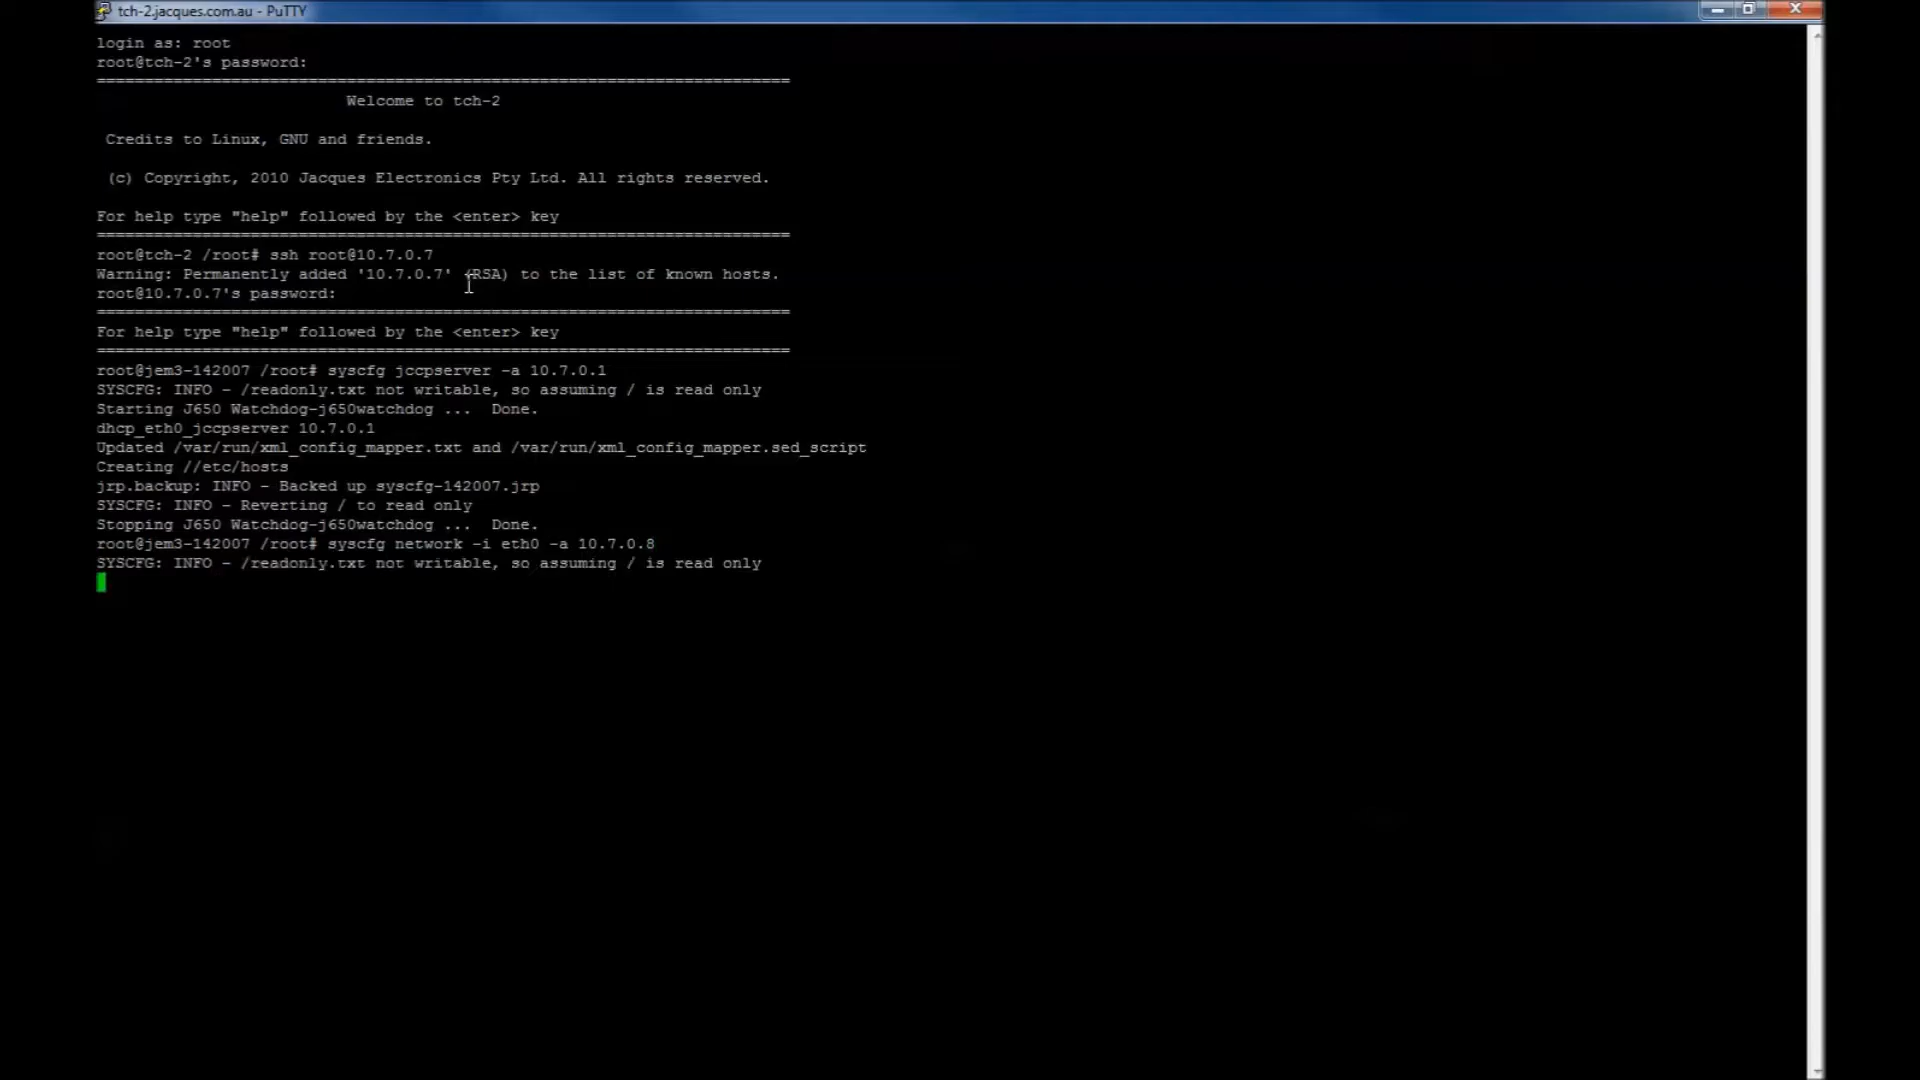 tch-2.jacques.com.au - PuTTY
login as: root
root@tch-2's password:
========================================================================
Welcome to tch-2
Credits to Linux, GNU and friends.
(c) Copyright, 2010 Jacques Electronics Pty Ltd. All rights reserved.
For help type "help" followed by the <enter> key
========================================================================
root@tch-2 /root# ssh root@10.7.0.7
Warning: Permanently added '10.7.0.7' (RSA) to the list of known hosts.
root@10.7.0.7's password:
========================================================================
For help type "help" followed by the <enter> key
========================================================================
root@jem3-142007 /root# syscfg jccpserver -a 10.7.0.1
SYSCFG: INFO - /readonly.txt not writable, so assuming / is read only
Starting J650 Watchdog-j650watchdog ...  Done.
dhcp_eth0_jccpserver 10.7.0.1
Updated /var/run/xml_config_mapper.txt and /var/run/xml_config_mapper.sed_script
Creating //etc/hosts
jrp.backup: INFO - Backed up syscfg-142007.jrp
SYSCFG: INFO - Reverting / to read only
Stopping J650 Watchdog-j650watchdog ...  Done.
root@jem3-142007 /root# syscfg network -i eth0 -a 10.7.0.8
SYSCFG: INFO - /readonly.txt not writable, so assuming / is read only